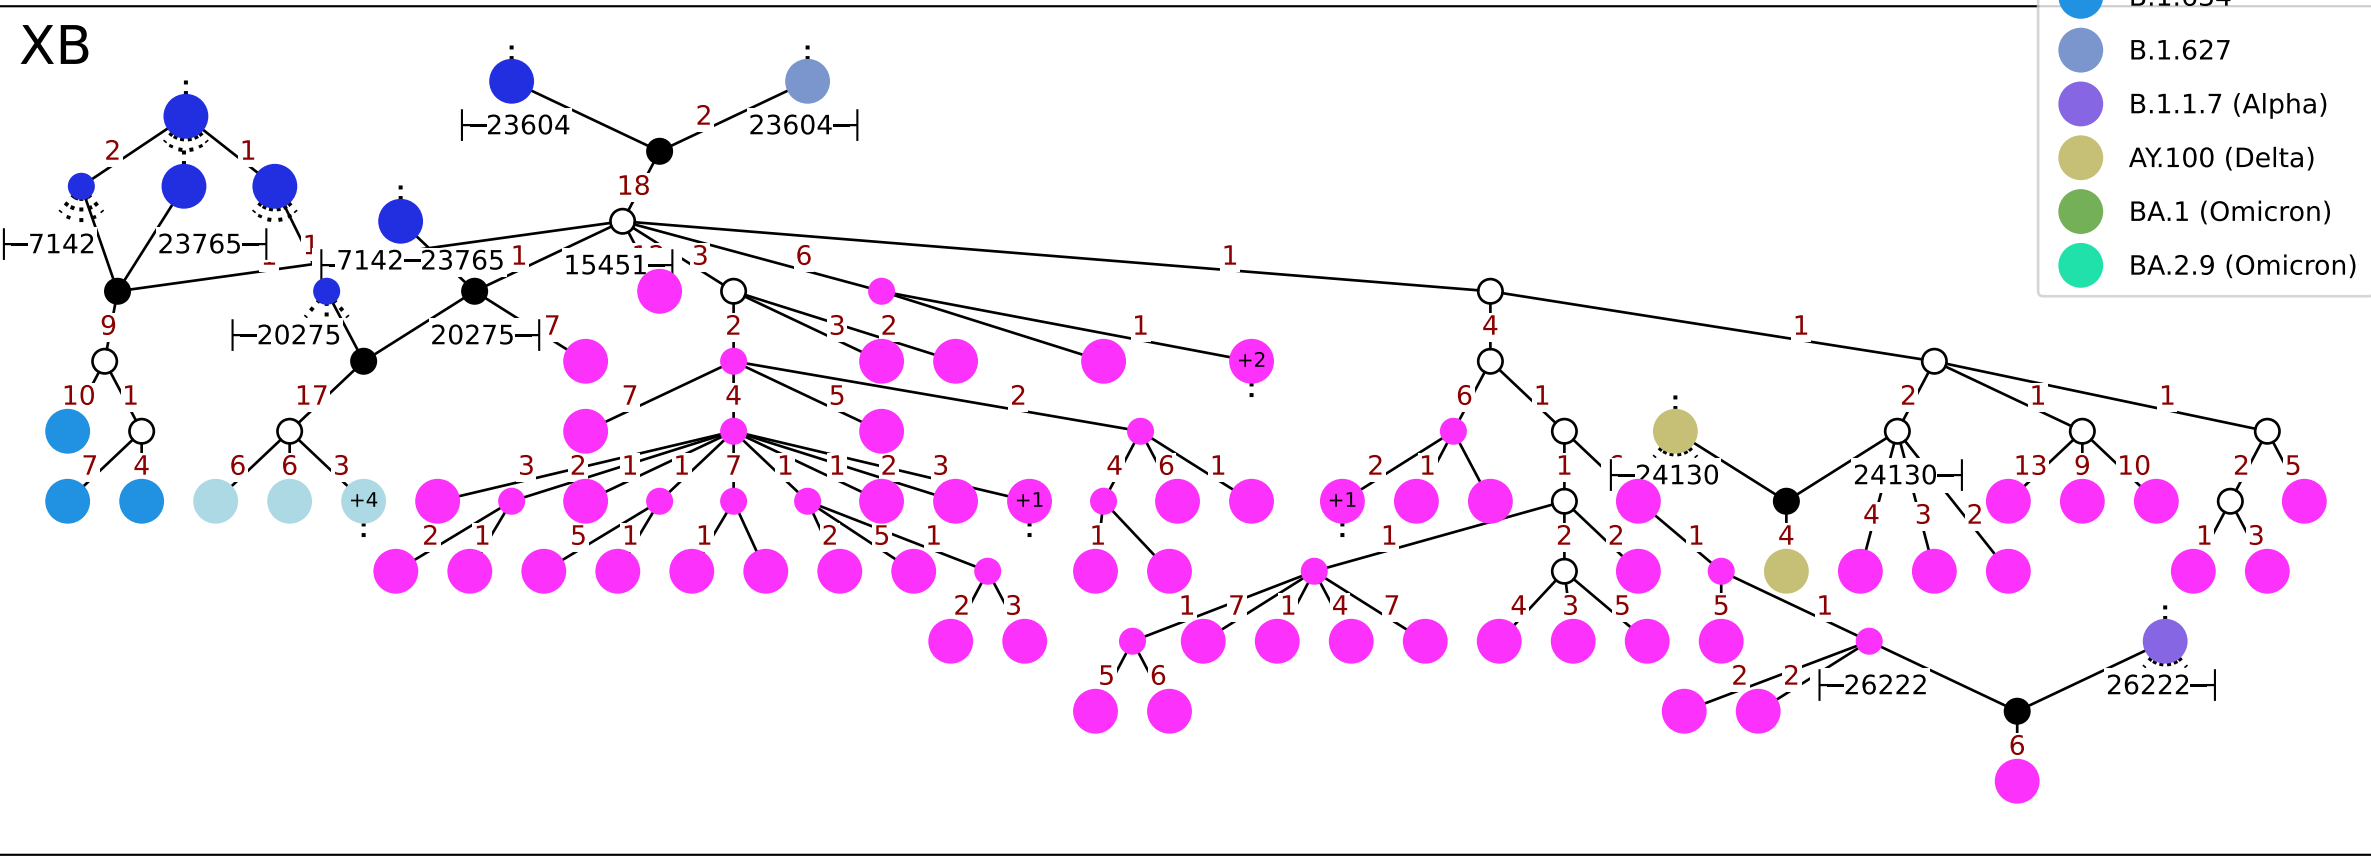 XB
B.1.627
B.1.1.7 (Alpha)
AY.100 (Delta)
BA.1 (Omicron)
BA.2.9 (Omicron)
23604 2 23604
2 1
18
7142 23765 1 7142 23765 1 15451 3 6 1
9 20275 20275 7 2 3 2 1 4 1
10 1 17 7 4 5 2 6 1 2 1 1
+2
7 4 6 6 3 3 2 1 1 7 1 1 2 3 4 6 1 2 1 1 24130 24130 13 9 10 2 5
+4 +1 +1
2 1 5 1 1 2 5 1 1 1 2 2 1 4 4 3 2 1 3
2 3 1 7 1 4 7 4 3 5 5 1
5 6 2 2 26222 26222
6